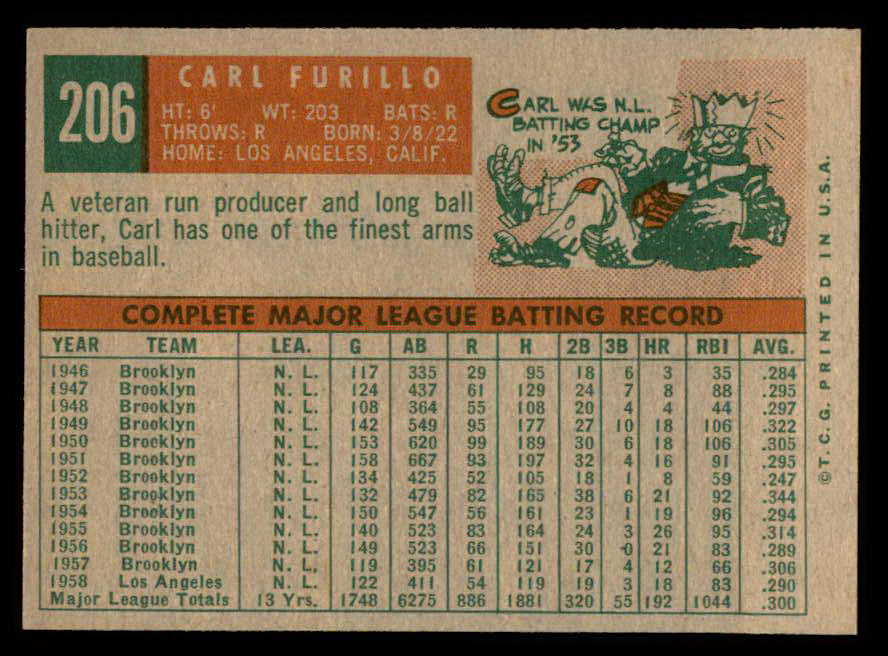 206
CARL FURILLO
HT: 6' WT: 203 BATS: R
THROWS: R BORN: 3/8/22
HOME: LOS ANGELES, CALIF.
CARL WAS N.L.
BATTING CHAMP
IN '53
A veteran run producer and long ball
hitter, Carl has one of the finest arms
in baseball.
COMPLETE MAJOR LEAGUE BATTING RECORD
YEAR TEAM LEA. G AB R H 2B 3B HR RBI AVG.
1946 Brooklyn N. L. 117 335 29 95 18 6 3 35 .284
1947 Brooklyn N. L. 124 437 61 129 24 7 8 88 .295
1948 Brooklyn N. L. 108 364 55 108 20 4 4 44 .297
1949 Brooklyn N. L. 142 549 95 177 27 10 18 106 .322
1950 Brooklyn N. L. 153 620 99 189 30 6 18 106 .305
1951 Brooklyn N. L. 158 667 93 197 32 4 16 91 .295
1952 Brooklyn N. L. 134 425 52 105 18 1 8 59 .247
1953 Brooklyn N. L. 132 479 82 165 38 6 21 92 .344
1954 Brooklyn N. L. 150 547 56 161 23 1 19 96 .294
1955 Brooklyn N. L. 140 523 83 164 24 3 26 95 .314
1956 Brooklyn N. L. 149 523 66 151 30 0 21 83 .289
1957 Brooklyn N. L. 119 395 61 121 17 4 12 66 .306
1958 Los Angeles N. L. 122 411 54 119 19 3 18 83 .290
Major League Totals 13 Yrs. 1748 6275 886 1881 320 55 192 1044 .300
© T. C. G. PRINTED IN U.S.A.